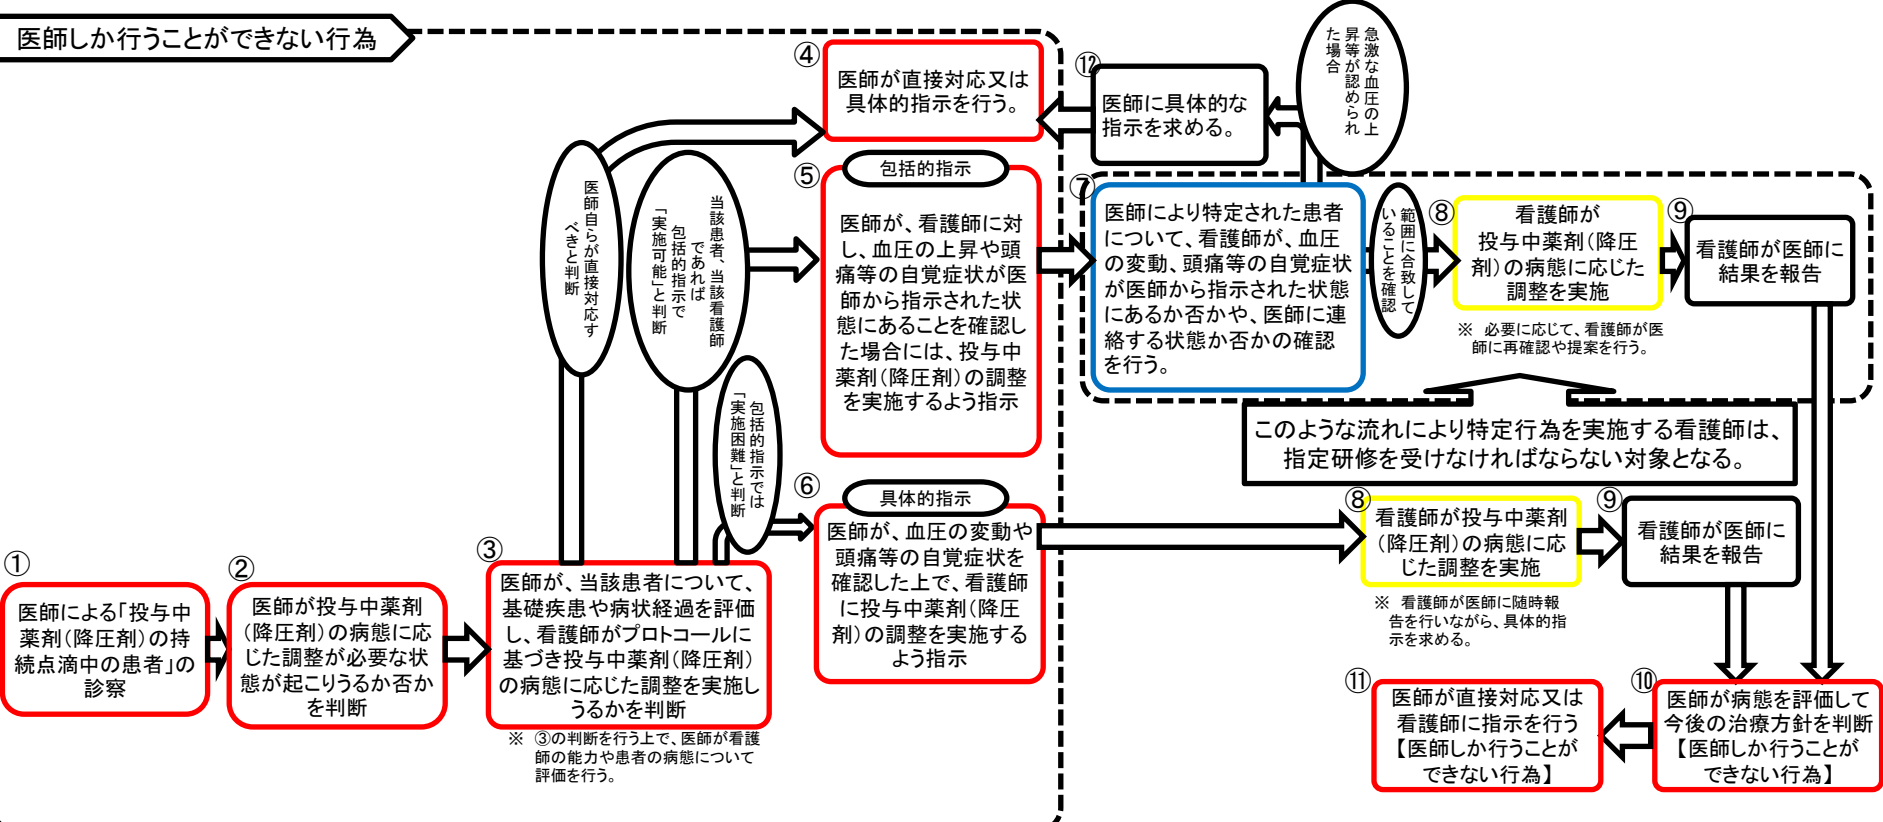 医師しか行うことができない行為
①
医師による「投与中
薬剤（降圧剤）の持
続点滴中の患者」の
診察
②
医師が投与中薬剤
（降圧剤）の病態に応
じた調整が必要な状
態が起こりうるか否か
を判断
③
医師が、当該患者について、
基礎疾患や病状経過を評価
し、看護師がプロトコールに
基づき投与中薬剤（降圧剤）
の病態に応じた調整を実施し
うるかを判断
※　③の判断を行う上で、医師が看護
師の能力や患者の病態について
評価を行う。
医師自らが直接対応す
べきと判断
当該患者、当該看護師
であれば
包括的指示で
「実施可能」と判断
包括的指示では
「実施困難」と判断
④
医師が直接対応又は
具体的指示を行う。
⑤
包括的指示
医師が、看護師に対
し、血圧の上昇や頭
痛等の自覚症状が医
師から指示された状
態にあることを確認し
た場合には、投与中
薬剤（降圧剤）の調整
を実施するよう指示
⑥
具体的指示
医師が、血圧の変動や
頭痛等の自覚症状を
確認した上で、看護師
に投与中薬剤（降圧
剤）の調整を実施する
よう指示
⑫
医師に具体的な
指示を求める。
急激な血圧の上
昇等が認められ
た場合
⑦
医師により特定された患者
について、看護師が、血圧
の変動、頭痛等の自覚症状
が医師から指示された状態
にあるか否かや、医師に連
絡する状態か否かの確認
を行う。
範囲に合致して
いることを確認
⑧
看護師が
投与中薬剤（降圧
剤）の病態に応じた
調整を実施
※　必要に応じて、看護師が医
師に再確認や提案を行う。
⑨
看護師が医師に
結果を報告
このような流れにより特定行為を実施する看護師は、
指定研修を受けなければならない対象となる。
⑧
看護師が投与中薬剤
（降圧剤）の病態に応
じた調整を実施
※　看護師が医師に随時報
告を行いながら、具体的指
示を求める。
⑨
看護師が医師に
結果を報告
⑩
医師が病態を評価して
今後の治療方針を判断
【医師しか行うことが
できない行為】
⑪
医師が直接対応又は
看護師に指示を行う
【医師しか行うことが
できない行為】